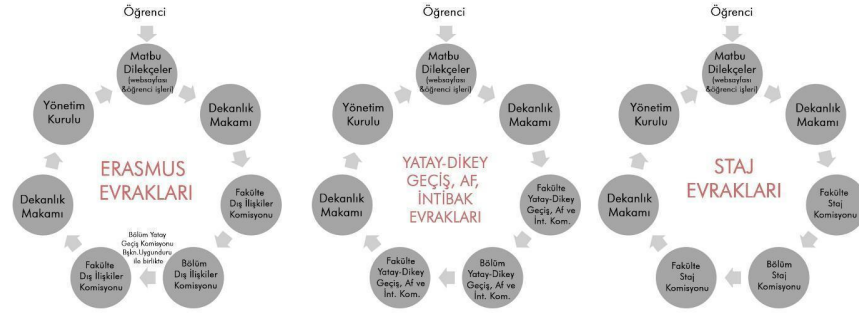 Öğrenci
Matbu
Dilekçeler
(websayfası
&öğrenci işleri)
Dekanlık
Makamı
Fakülte
Dış İlişkiler
Komisyonu
Bölüm
Dış İlişkiler
Komisyonu
Bölüm Yatay
Geçiş Komisyonu
Bşkn.Uygunduru
ile birlikte
Fakülte
Dış İlişkiler
Komisyonu
Dekanlık
Makamı
Yönetim
Kurulu
ERASMUS
EVRAKLARI
Öğrenci
Matbu
Dilekçeler
(websayfası
&öğrenci işleri)
Dekanlık
Makamı
Fakülte
Yatay-Dikey
Geçiş, Af ve
İnt. Kom.
Bölüm
Yatay-Dikey
Geçiş, Af ve
İnt. Kom.
Fakülte
Yatay-Dikey
Geçiş, Af ve
İnt. Kom.
Dekanlık
Makamı
Yönetim
Kurulu
YATAY-DİKEY
GEÇİŞ, AF,
İNTİBAK
EVRAKLARI
Öğrenci
Matbu
Dilekçeler
(websayfası
&öğrenci işleri)
Dekanlık
Makamı
Fakülte
Staj
Komisyonu
Bölüm
Staj
Komisyonu
Fakülte
Staj
Komisyonu
Dekanlık
Makamı
Yönetim
Kurulu
STAJ
EVRAKLARI